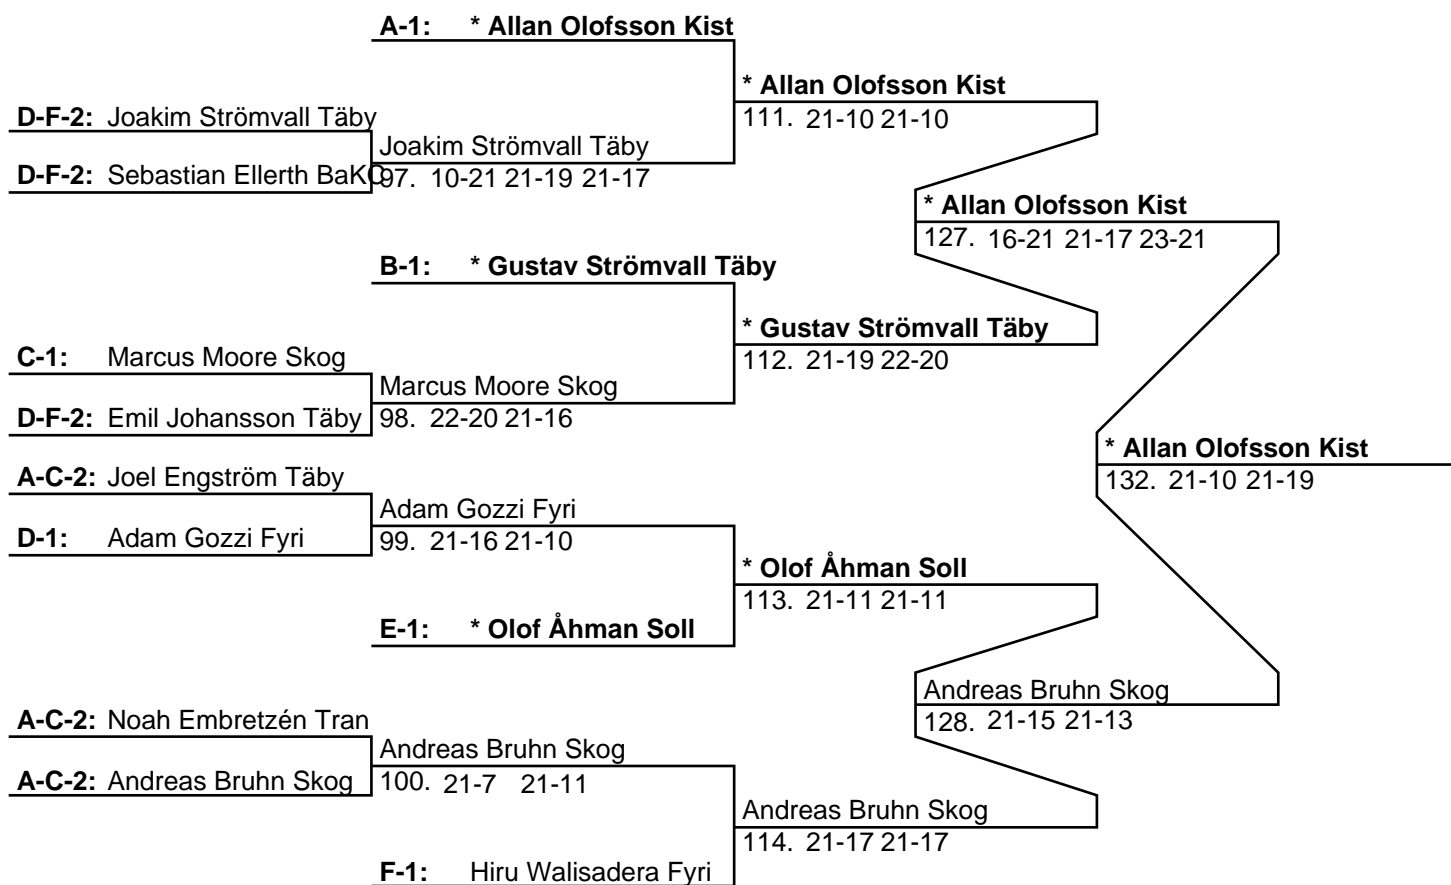 A-1: * Allan Olofsson Kist
* Allan Olofsson Kist
111. 21-10 21-10
D-F-2: Joakim Strömvall Täby
Joakim Strömvall Täby
D-F-2: Sebastian Ellerth BaKC
97. 10-21 21-19 21-17
* Allan Olofsson Kist
127. 16-21 21-17 23-21
B-1: * Gustav Strömvall Täby
* Gustav Strömvall Täby
112. 21-19 22-20
C-1: Marcus Moore Skog
Marcus Moore Skog
D-F-2: Emil Johansson Täby
98. 22-20 21-16
* Allan Olofsson Kist
132. 21-10 21-19
A-C-2: Joel Engström Täby
Adam Gozzi Fyri
D-1: Adam Gozzi Fyri
99. 21-16 21-10
* Olof Åhman Soll
113. 21-11 21-11
E-1: * Olof Åhman Soll
Andreas Bruhn Skog
128. 21-15 21-13
A-C-2: Noah Embretzén Tran
Andreas Bruhn Skog
A-C-2: Andreas Bruhn Skog
100. 21-7 21-11
Andreas Bruhn Skog
114. 21-17 21-17
F-1: Hiru Walisadera Fyri